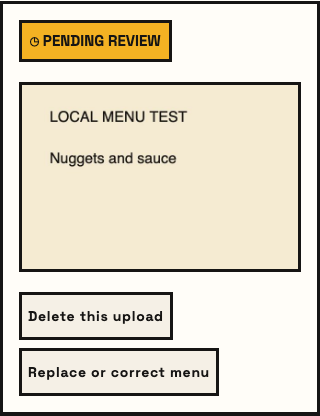 PENDING REVIEW
LOCAL MENU TEST
Nuggets and sauce
Delete this upload
Replace or correct menu